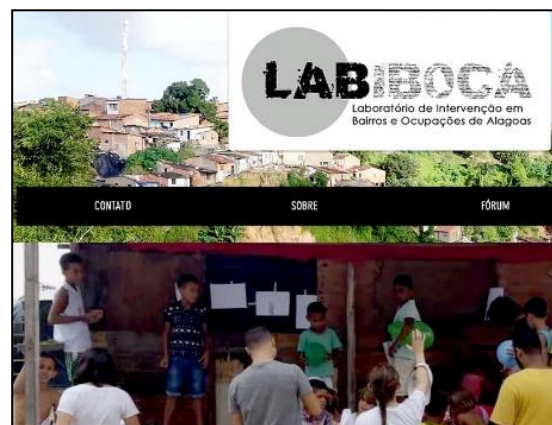 LABIBOCA
Laboratório de Intervenção em
Bairros e Ocupações de Alagoas
CONTATO SOBRE FÓRUM